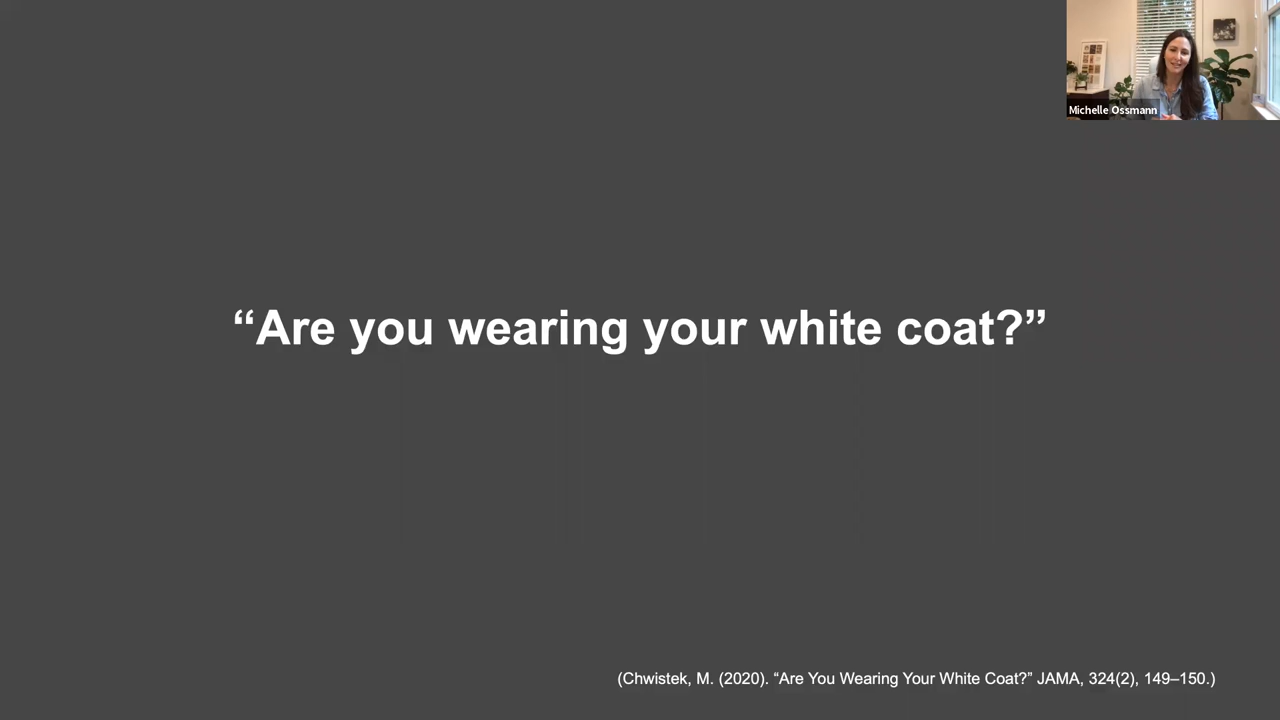 Michelle Ossmann
“Are you wearing your white coat?”
(Chwistek, M. (2020). “Are You Wearing Your White Coat?” JAMA, 324(2), 149–150.)